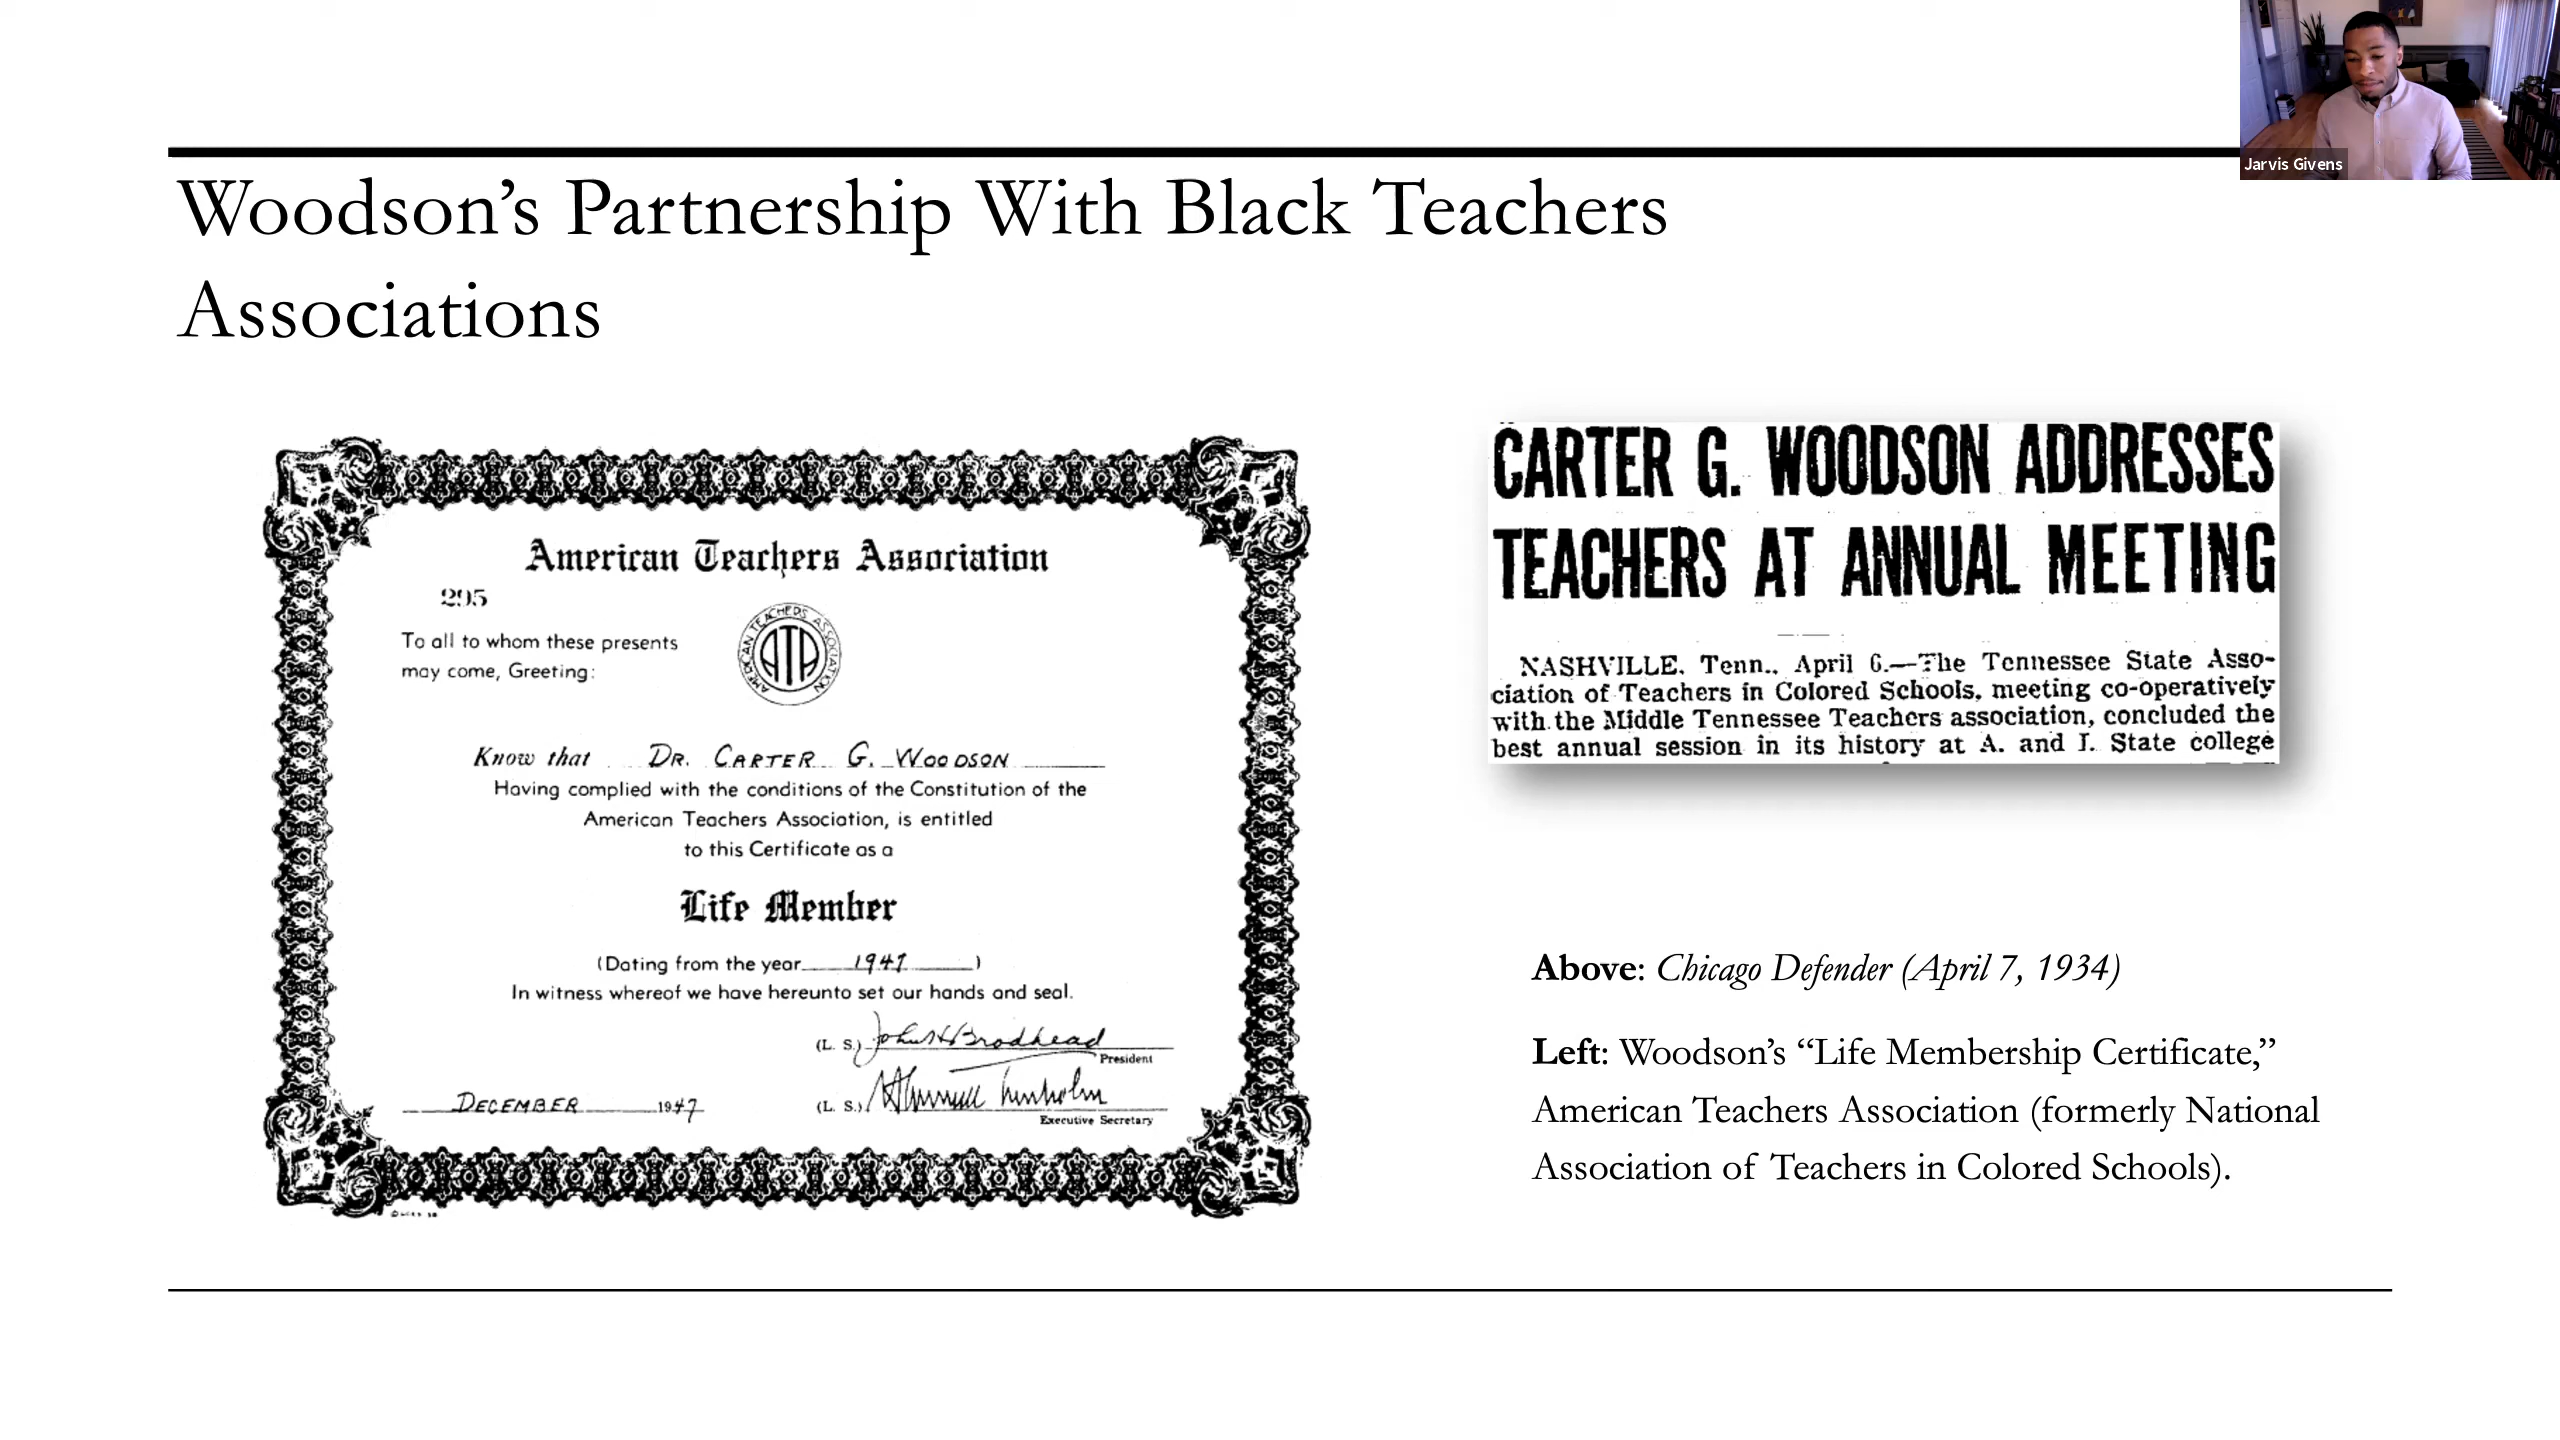 Jarvis Givens
Woodson’s Partnership With Black Teachers
Associations
American Teachers Association
295
To all to whom these presents
may come, Greeting:
AMERICAN TEACHERS ASSOCIATION
ATA
Know that DR. CARTER G. WOODSON
Having complied with the conditions of the Constitution of the
American Teachers Association, is entitled
to this Certificate as a
Life Member
(Dating from the year 1947)
In witness whereof we have hereunto set our hands and seal.
(L. S.) John H Brodhead
President
DECEMBER 1947
(L. S.) Trenholm
Executive Secretary
CARTER G. WOODSON ADDRESSES
TEACHERS AT ANNUAL MEETING
NASHVILLE, Tenn., April 6.—The Tennessee State Asso-
ciation of Teachers in Colored Schools, meeting co-operatively
with the Middle Tennessee Teachers association, concluded the
best annual session in its history at A. and I. State college
Above: Chicago Defender (April 7, 1934)
Left: Woodson’s “Life Membership Certificate,”
American Teachers Association (formerly National
Association of Teachers in Colored Schools).